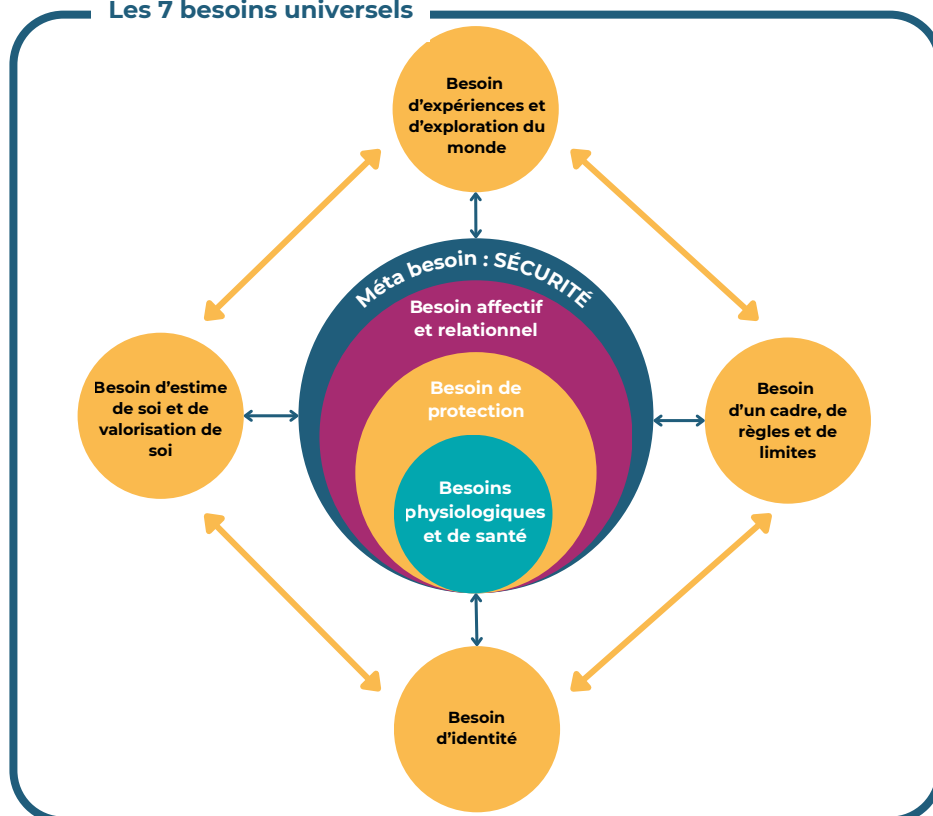 Les 7 besoins universels
Besoin
d'expériences et
d'exploration du
monde
Méta besoin : SÉCURITÉ
Besoin affectif
et relationnel
Besoin de
protection
Besoins
physiologiques
et de santé
Besoin d'estime
de soi et de
valorisation de
soi
Besoin
d'un cadre, de
règles et de
limites
Besoin
d'identité